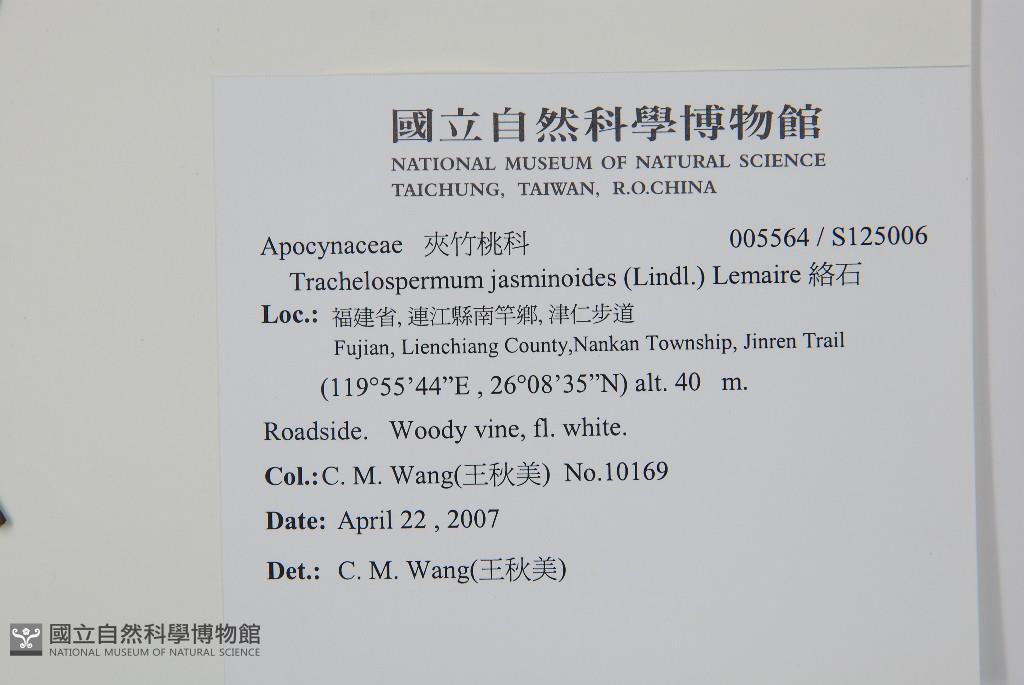 國立自然科學博物館
NATIONAL MUSEUM OF NATURAL SCIENCE
TAICHUNG, TAIWAN, R.O.CHINA
Apocynaceae 夾竹桃科 005564 / S125006
Trachelospermum jasminoides (Lindl.) Lemaire 絡石
Loc.: 福建省, 連江縣南竿鄉, 津仁步道
Fujian, Lienchiang County,Nankan Township, Jinren Trail
(119°55’44”E , 26°08’35”N) alt. 40 m.
Roadside. Woody vine, fl. white.
Col.:C. M. Wang(王秋美) No.10169
Date: April 22 , 2007
Det.: C. M. Wang(王秋美)
國立自然科學博物館
NATIONAL MUSEUM OF NATURAL SCIENCE